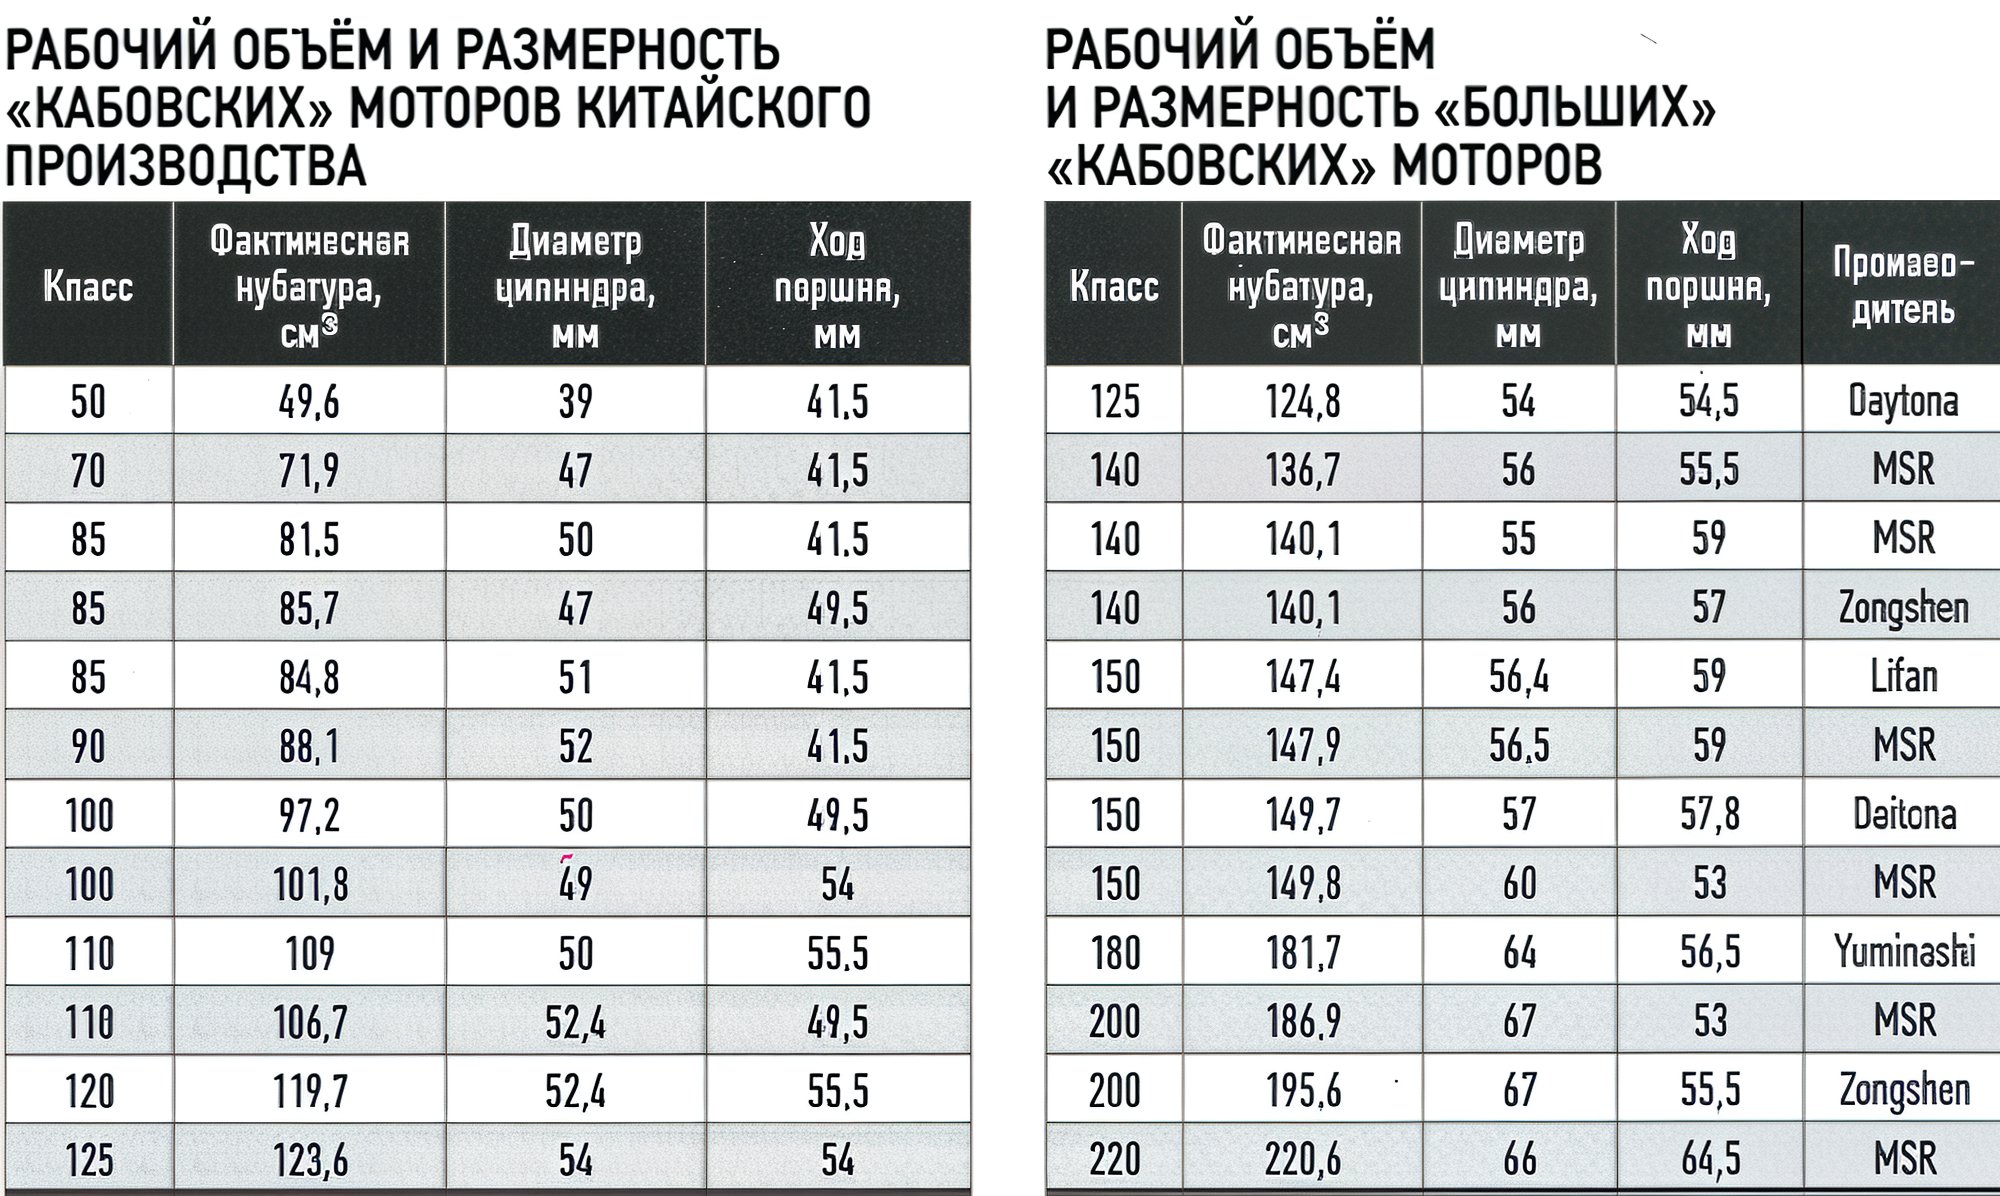 РАБОЧИЙ ОБЪЁМ И РАЗМЕРНОСТЬ
«КАБОВСКИХ» МОТОРОВ КИТАЙСКОГО
ПРОИЗВОДСТВА
Класс Фактическая кубатура, см³ Диаметр цилиндра, мм Ход поршня, мм
50 49,6 39 41,5
70 71,9 47 41,5
85 81,5 50 41,5
85 85,7 47 49,5
85 84,8 51 41,5
90 88,1 52 41,5
100 97,2 50 49,5
100 101,8 49 54
110 109 50 55,5
110 106,7 52,4 49,5
120 119,7 52,4 55,5
125 123,6 54 54
РАБОЧИЙ ОБЪЁМ
И РАЗМЕРНОСТЬ «БОЛЬШИХ»
«КАБОВСКИХ» МОТОРОВ
Класс Фактическая кубатура, см³ Диаметр цилиндра, мм Ход поршня, мм Произво-дитель
125 124,8 54 54,5 Daytona
140 136,7 56 55,5 MSR
140 140,1 55 59 MSR
140 140,1 56 57 Zongshen
150 147,4 56,4 59 Lifan
150 147,9 56,5 59 MSR
150 149,7 57 57,8 Daitona
150 149,8 60 53 MSR
180 181,7 64 56,5 Yuminashi
200 186,9 67 53 MSR
200 195,6 67 55,5 Zongshen
220 220,6 66 64,5 MSR